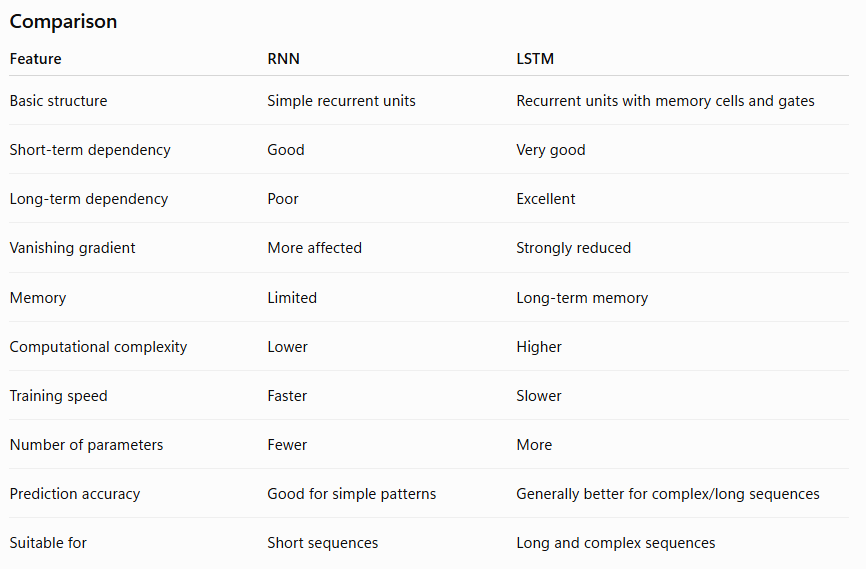 Comparison
Feature RNN LSTM
Basic structure Simple recurrent units Recurrent units with memory cells and gates
Short-term dependency Good Very good
Long-term dependency Poor Excellent
Vanishing gradient More affected Strongly reduced
Memory Limited Long-term memory
Computational complexity Lower Higher
Training speed Faster Slower
Number of parameters Fewer More
Prediction accuracy Good for simple patterns Generally better for complex/long sequences
Suitable for Short sequences Long and complex sequences